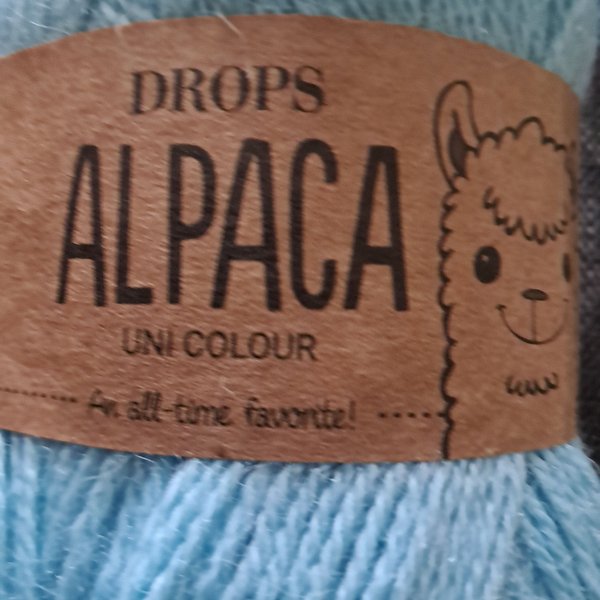 DROPS
ALPACA
UNI COLOUR
An all-time favorite!